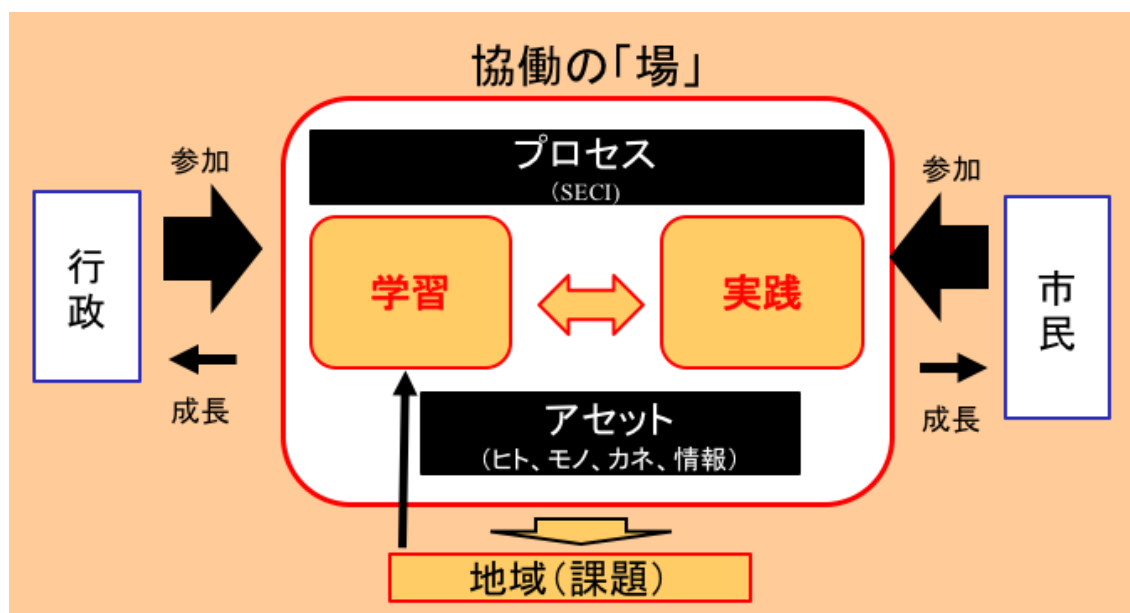 協働の「場」
プロセス
（SECI)
参加
参加
行政
市民
学習
実践
成長
成長
アセット
（ヒト、モノ、カネ、情報）
地域（課題）